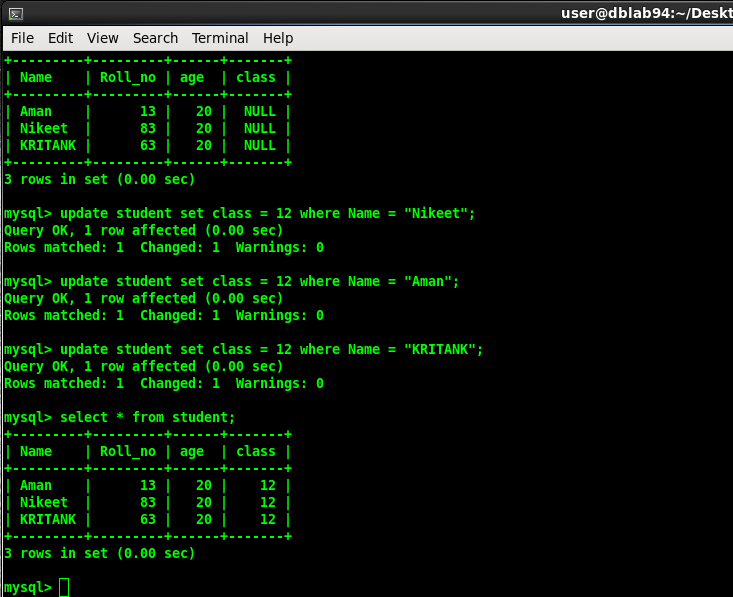 user@dblab94:~/Deskt
File Edit View Search Terminal Help
+---------+---------+------+-------+
| Name    | Roll_no | age  | class |
+---------+---------+------+-------+
| Aman    |      13 |   20 |  NULL |
| Nikeet  |      83 |   20 |  NULL |
| KRITANK |      63 |   20 |  NULL |
+---------+---------+------+-------+
3 rows in set (0.00 sec)
mysql> update student set class = 12 where Name = "Nikeet";
Query OK, 1 row affected (0.00 sec)
Rows matched: 1  Changed: 1  Warnings: 0
mysql> update student set class = 12 where Name = "Aman";
Query OK, 1 row affected (0.00 sec)
Rows matched: 1  Changed: 1  Warnings: 0
mysql> update student set class = 12 where Name = "KRITANK";
Query OK, 1 row affected (0.00 sec)
Rows matched: 1  Changed: 1  Warnings: 0
mysql> select * from student;
+---------+---------+------+-------+
| Name    | Roll_no | age  | class |
+---------+---------+------+-------+
| Aman    |      13 |   20 |    12 |
| Nikeet  |      83 |   20 |    12 |
| KRITANK |      63 |   20 |    12 |
+---------+---------+------+-------+
3 rows in set (0.00 sec)
mysql>